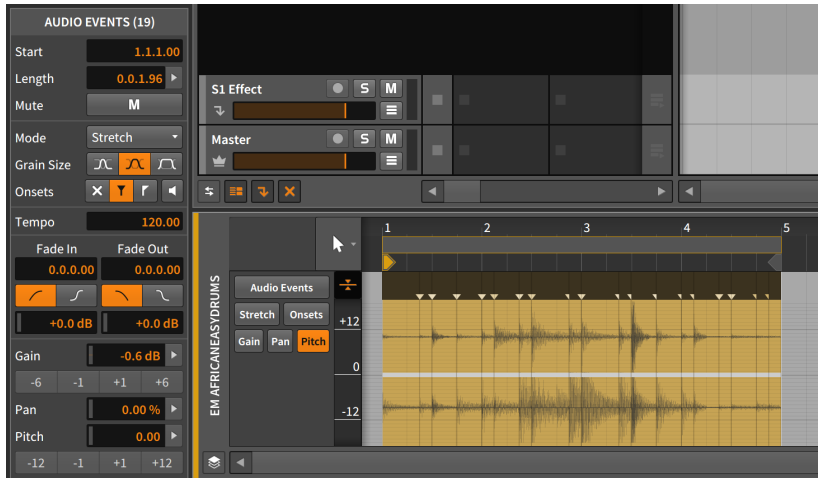 AUDIO EVENTS (19)
Start 1.1.1.00
Length 0.0.1.96
Mute M
Mode Stretch
Grain Size
Onsets
Tempo 120.00
Fade In Fade Out
0.0.0.00 0.0.0.00
+0.0 dB +0.0 dB
Gain -0.6 dB
-6 -1 +1 +6
Pan 0.00 %
Pitch 0.00
-12 -1 +1 +12
S1 Effect S M
Master S M
1 2 3 4 5
EM AFRICANEASYDRUMS
Audio Events
Stretch Onsets
Gain Pan Pitch
+12
0
-12